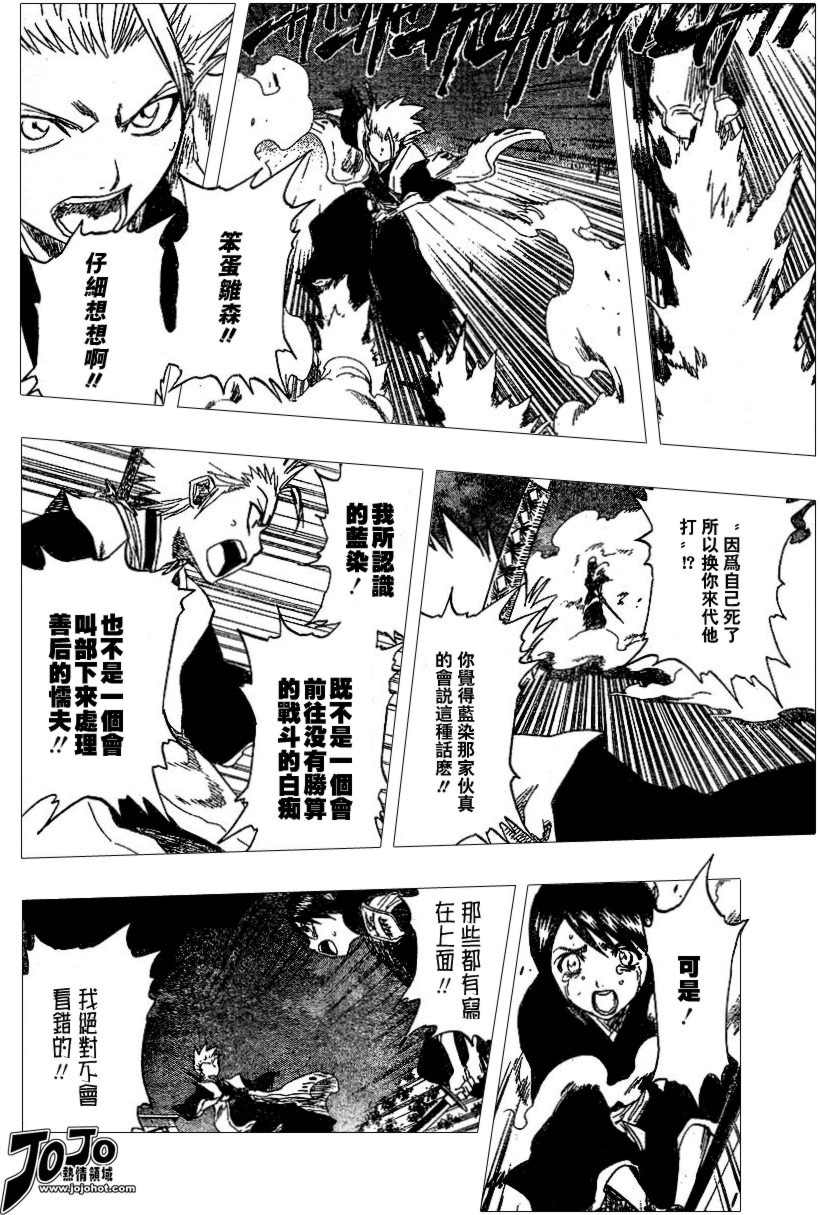 笨蛋雛森!!
仔細想想啊!!
〝因爲自己死了
所以换你來代他
打〞!?
你覺得藍染那家伙真
的會説這種話麽!!
我所認識
的藍染!
既不是一個會
前往没有勝算
的戰斗的白痴
也不是一個會
叫部下來處理
善后的懦夫!!
可是!
那些都有寫
在上面!!
我絕對不會
看錯的!!
JOJO
熱情領域
www.jojohot.com